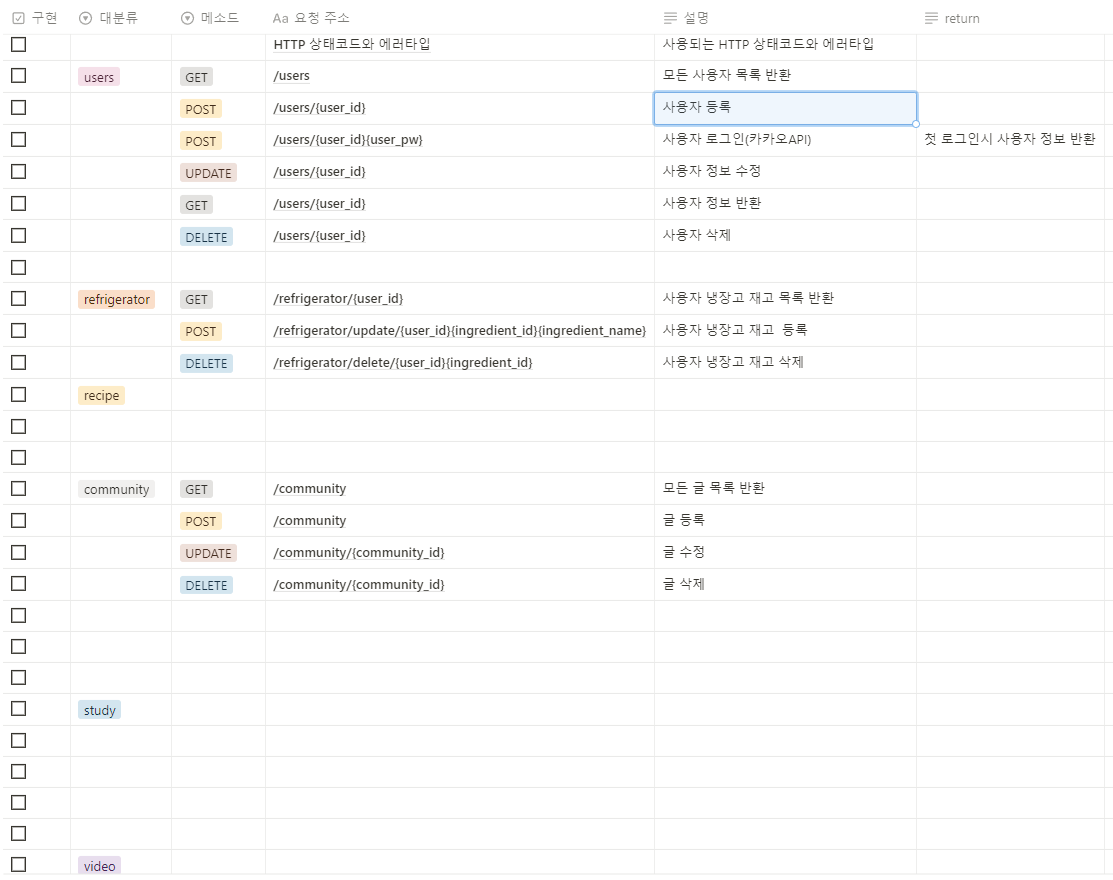 구현 대분류 메소드 Aa 요청 주소 설명 return
HTTP 상태코드와 에러타입 사용되는 HTTP 상태코드와 에러타입
users GET /users 모든 사용자 목록 반환
POST /users/{user_id} 사용자 등록
POST /users/{user_id}{user_pw} 사용자 로그인(카카오API) 첫 로그인시 사용자 정보 반환
UPDATE /users/{user_id} 사용자 정보 수정
GET /users/{user_id} 사용자 정보 반환
DELETE /users/{user_id} 사용자 삭제
refrigerator GET /refrigerator/{user_id} 사용자 냉장고 재고 목록 반환
POST /refrigerator/update/{user_id}{ingredient_id}{ingredient_name} 사용자 냉장고 재고 등록
DELETE /refrigerator/delete/{user_id}{ingredient_id} 사용자 냉장고 재고 삭제
recipe
community GET /community 모든 글 목록 반환
POST /community 글 등록
UPDATE /community/{community_id} 글 수정
DELETE /community/{community_id} 글 삭제
study
video